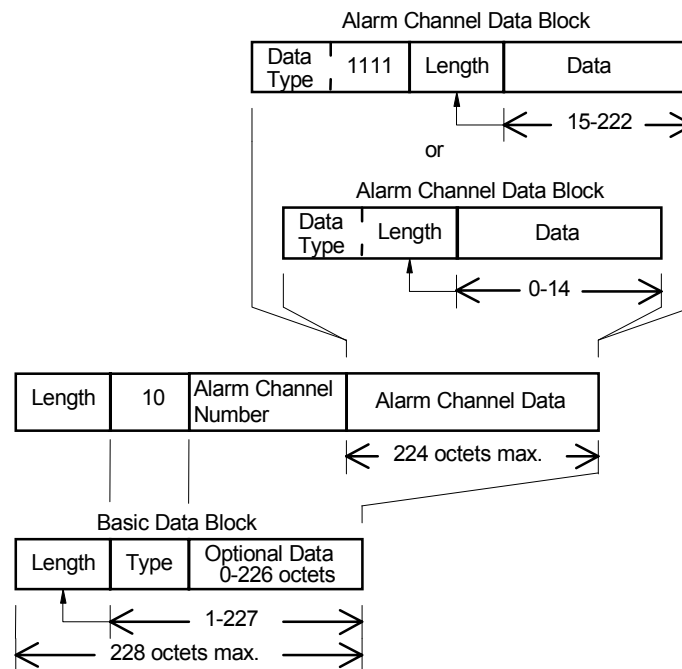 Alarm Channel Data Block
Data Type 1111 Length Data
15-222
or
Alarm Channel Data Block
Data Type Length Data
0-14
Length 10 Alarm Channel Number Alarm Channel Data
224 octets max.
Basic Data Block
Length Type Optional Data 0-226 octets
1-227
228 octets max.